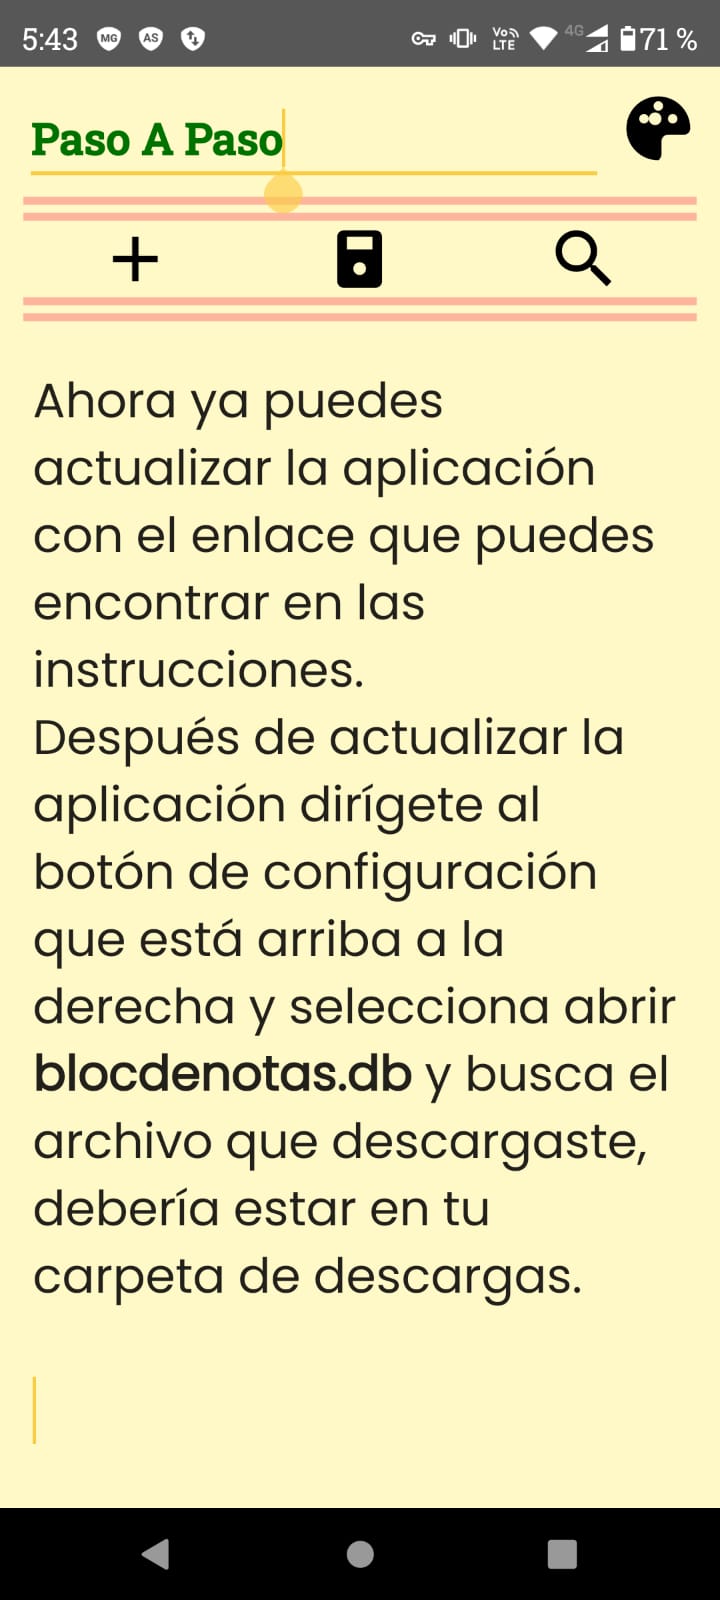 5:43 MG AS Vo) LTE 4G 71 %
Paso A Paso
Ahora ya puedes
actualizar la aplicación
con el enlace que puedes
encontrar en las
instrucciones.
Después de actualizar la
aplicación dirígete al
botón de configuración
que está arriba a la
derecha y selecciona abrir
blocdenotas.db y busca el
archivo que descargaste,
debería estar en tu
carpeta de descargas.